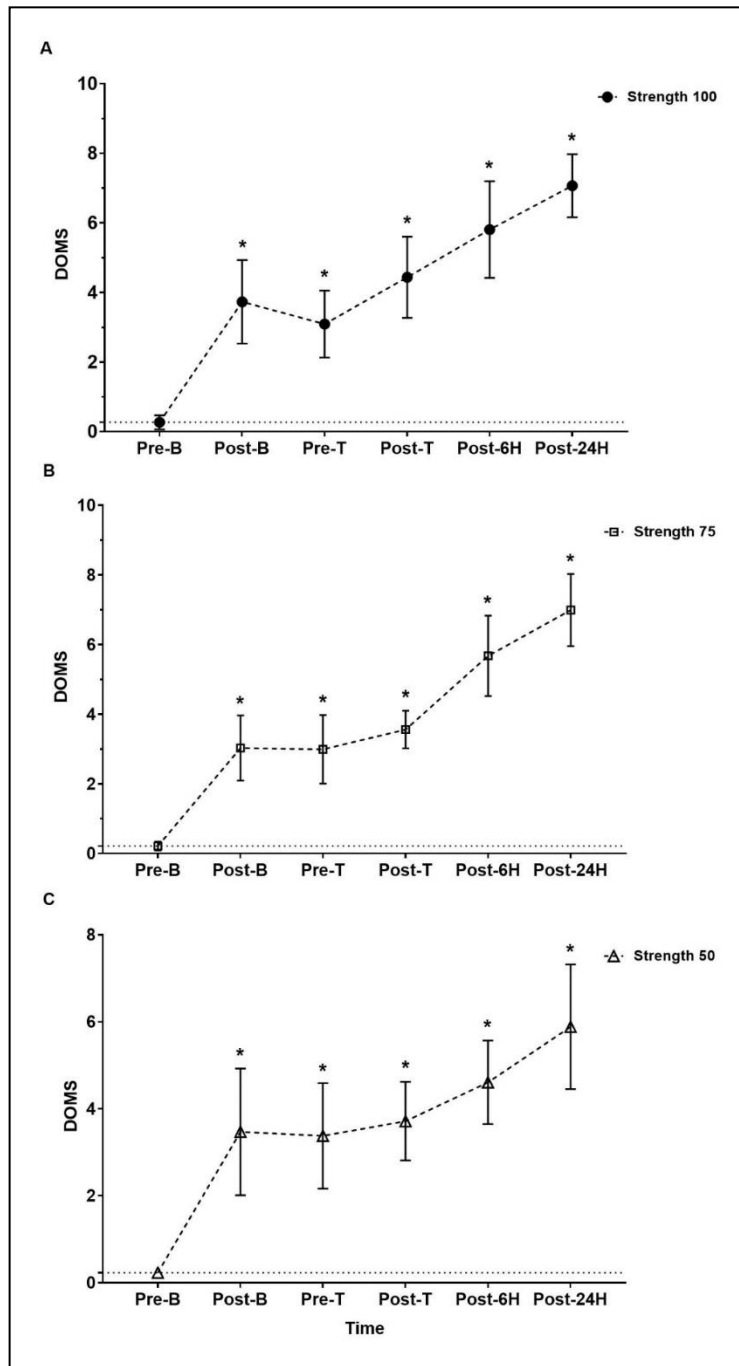 A
10
8
6
4
2
0
DOMS
Strength 100
* * * * *
Pre-B Post-B Pre-T Post-T Post-6H Post-24H
B
10
8
6
4
2
0
DOMS
Strength 75
* * * * *
Pre-B Post-B Pre-T Post-T Post-6H Post-24H
C
8
6
4
2
0
DOMS
Strength 50
* * * * *
Pre-B Post-B Pre-T Post-T Post-6H Post-24H
Time